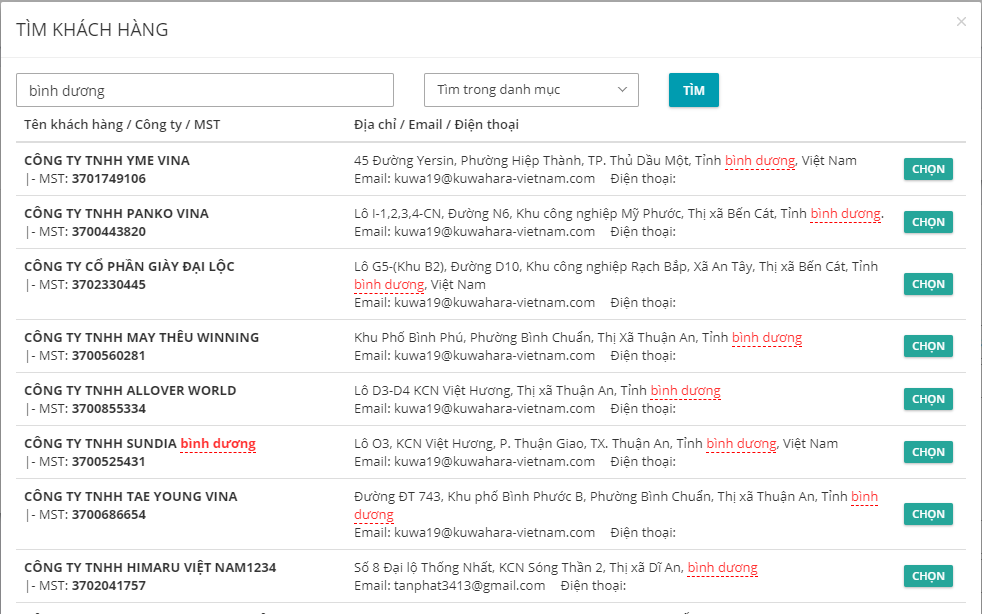 TÌM KHÁCH HÀNG
×
bình dương
Tìm trong danh mục
TÌM
Tên khách hàng / Công ty / MST
Địa chỉ / Email / Điện thoại
CÔNG TY TNHH YME VINA
|- MST: 3701749106
45 Đường Yersin, Phường Hiệp Thành, TP. Thủ Dầu Một, Tỉnh bình dương, Việt Nam
Email: kuwa19@kuwahara-vietnam.com Điện thoại:
CHỌN
CÔNG TY TNHH PANKO VINA
|- MST: 3700443820
Lô I-1,2,3,4-CN, Đường N6, Khu công nghiệp Mỹ Phước, Thị xã Bến Cát, Tỉnh bình dương.
Email: kuwa19@kuwahara-vietnam.com Điện thoại:
CHỌN
CÔNG TY CỔ PHẦN GIÀY ĐẠI LỘC
|- MST: 3702330445
Lô G5-(Khu B2), Đường D10, Khu công nghiệp Rạch Bắp, Xã An Tây, Thị xã Bến Cát, Tỉnh
bình dương, Việt Nam
Email: kuwa19@kuwahara-vietnam.com Điện thoại:
CHỌN
CÔNG TY TNHH MAY THÊU WINNING
|- MST: 3700560281
Khu Phố Bình Phú, Phường Bình Chuẩn, Thị Xã Thuận An, Tỉnh bình dương
Email: kuwa19@kuwahara-vietnam.com Điện thoại:
CHỌN
CÔNG TY TNHH ALLOVER WORLD
|- MST: 3700855334
Lô D3-D4 KCN Việt Hương, Thị xã Thuận An, Tỉnh bình dương
Email: kuwa19@kuwahara-vietnam.com Điện thoại:
CHỌN
CÔNG TY TNHH SUNDIA bình dương
|- MST: 3700525431
Lô O3, KCN Việt Hương, P. Thuận Giao, TX. Thuận An, Tỉnh bình dương, Việt Nam
Email: kuwa19@kuwahara-vietnam.com Điện thoại:
CHỌN
CÔNG TY TNHH TAE YOUNG VINA
|- MST: 3700686654
Đường ĐT 743, Khu phố Bình Phước B, Phường Bình Chuẩn, Thị xã Thuận An, Tỉnh bình
dương
Email: kuwa19@kuwahara-vietnam.com Điện thoại:
CHỌN
CÔNG TY TNHH HIMARU VIỆT NAM1234
|- MST: 3702041757
Số 8 Đại lộ Thống Nhất, KCN Sóng Thần 2, Thị xã Dĩ An, bình dương
Email: tanphat3413@gmail.com Điện thoại:
CHỌN